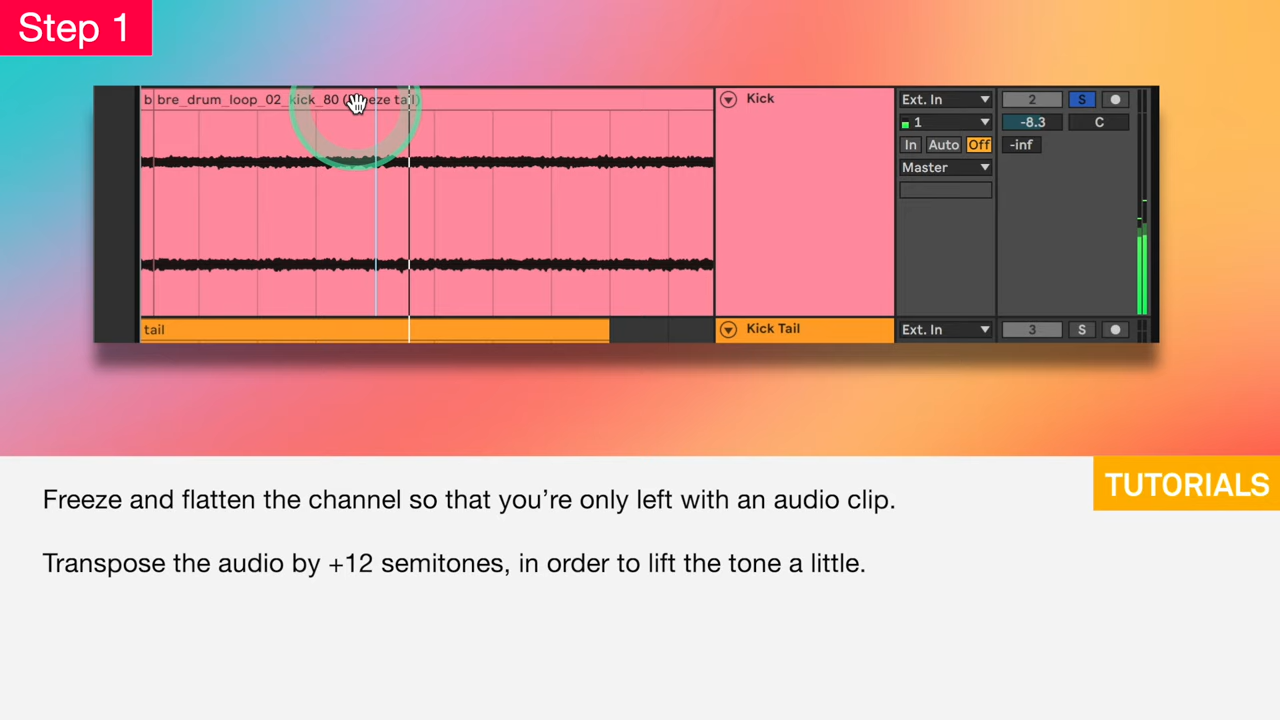 Step 1
b bre_drum_loop_02_kick_80 (Freeze tail)
Kick
Ext. In
2
S
1
-8.3
C
In Auto Off
-inf
Master
tail
Kick Tail
Ext. In
3
S
TUTORIALS
Freeze and flatten the channel so that you’re only left with an audio clip.
Transpose the audio by +12 semitones, in order to lift the tone a little.